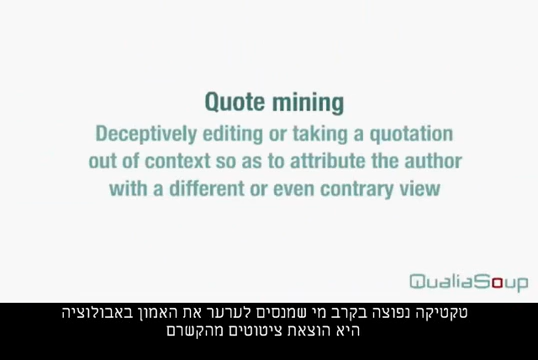 Quote mining
Deceptively editing or taking a quotation
out of context so as to attribute the author
with a different or even contrary view
QualiaSoup
טקטיקה נפוצה בקרב מי שמנסים לערער את האמון באבולוציה
היא הוצאת ציטוטים מהקשרם